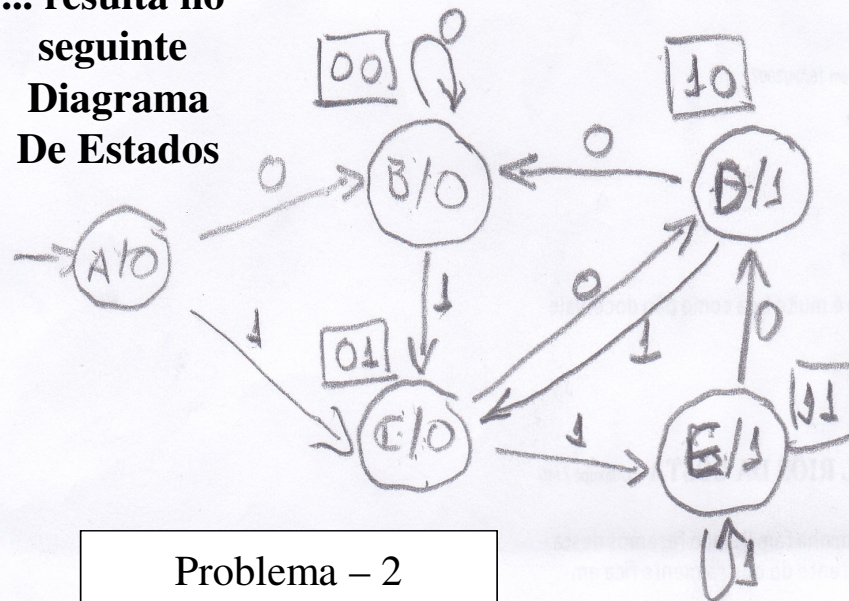 ... resulta no
seguinte
Diagrama
De Estados
00
0
10
B/0
0
D/1
0
A/0
1
01
0
1
0
1
C/0
1
E/1
11
1
Problema – 2